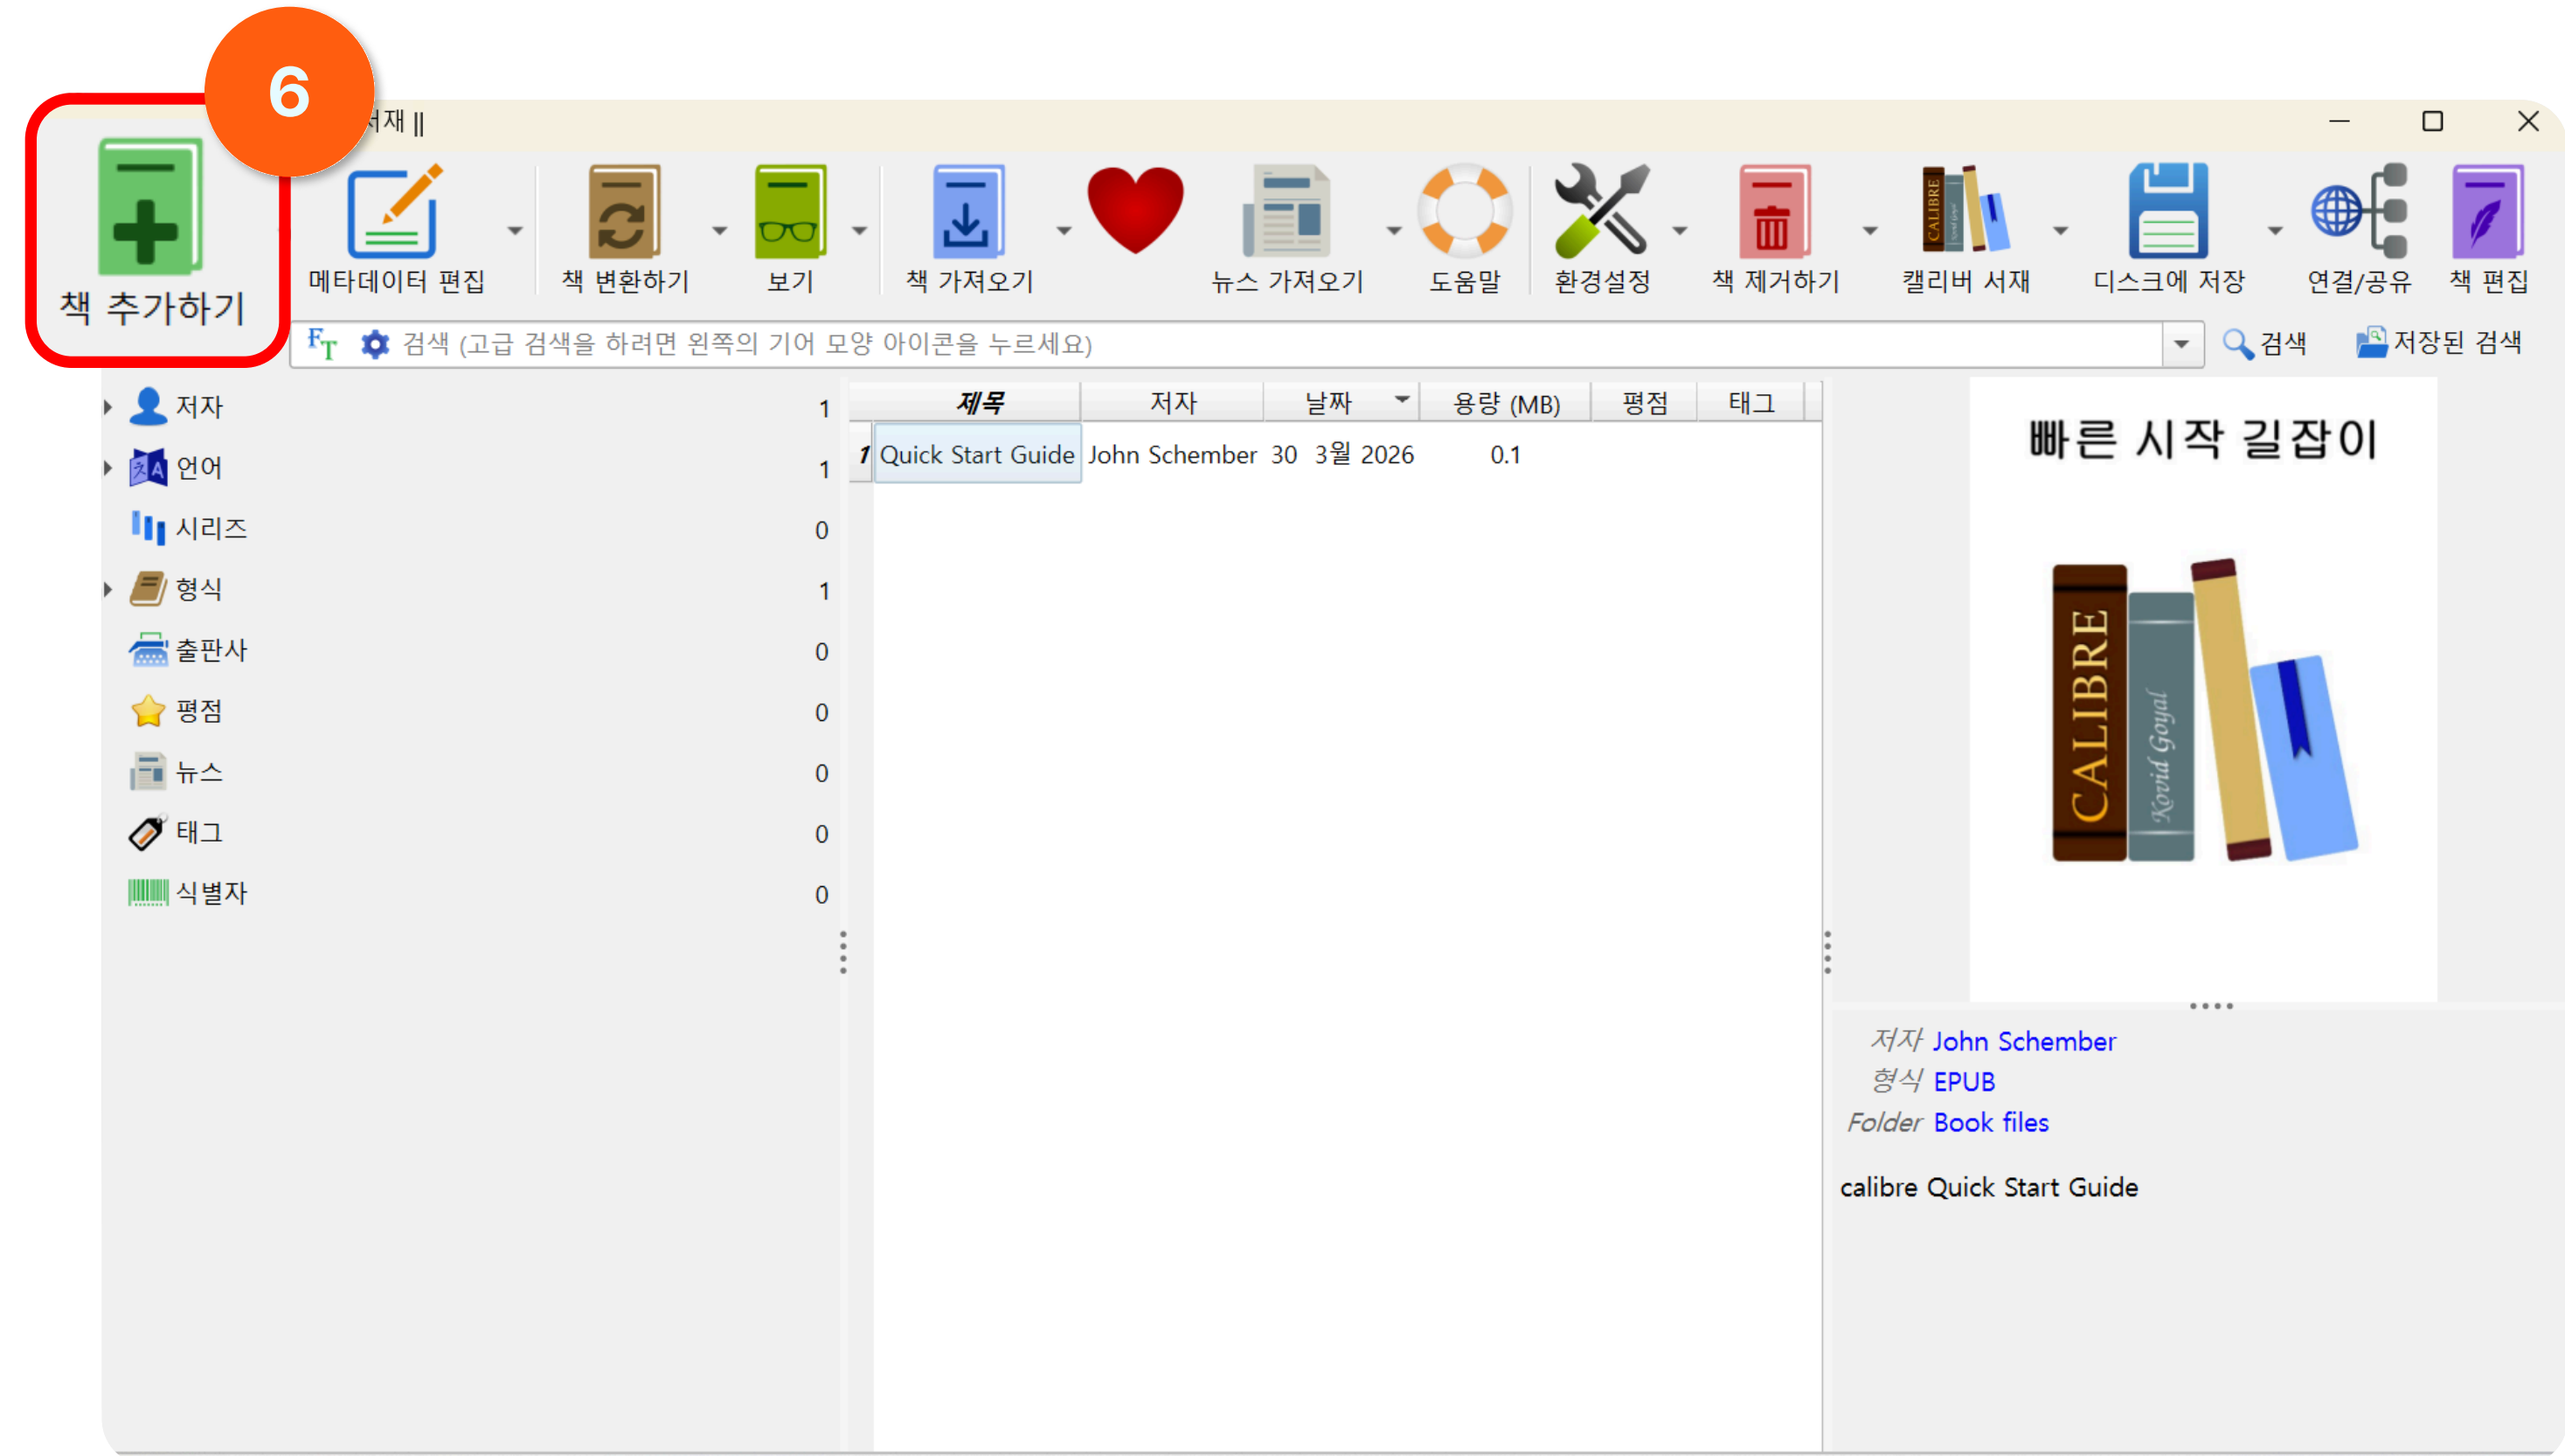 6
서재 ||
책 추가하기
메타데이터 편집
책 변환하기
보기
책 가져오기
뉴스 가져오기
도움말
환경설정
책 제거하기
캘리버 서재
디스크에 저장
연결/공유
책 편집
검색 (고급 검색을 하려면 왼쪽의 기어 모양 아이콘을 누르세요)
검색
저장된 검색
저자 1
언어 1
시리즈 0
형식 1
출판사 0
평점 0
뉴스 0
태그 0
식별자 0
제목 저자 날짜 용량 (MB) 평점 태그
1 Quick Start Guide John Schember 30 3월 2026 0.1
빠른 시작 길잡이
CALIBRE
Kovid Goyal
저자 John Schember
형식 EPUB
Folder Book files
calibre Quick Start Guide